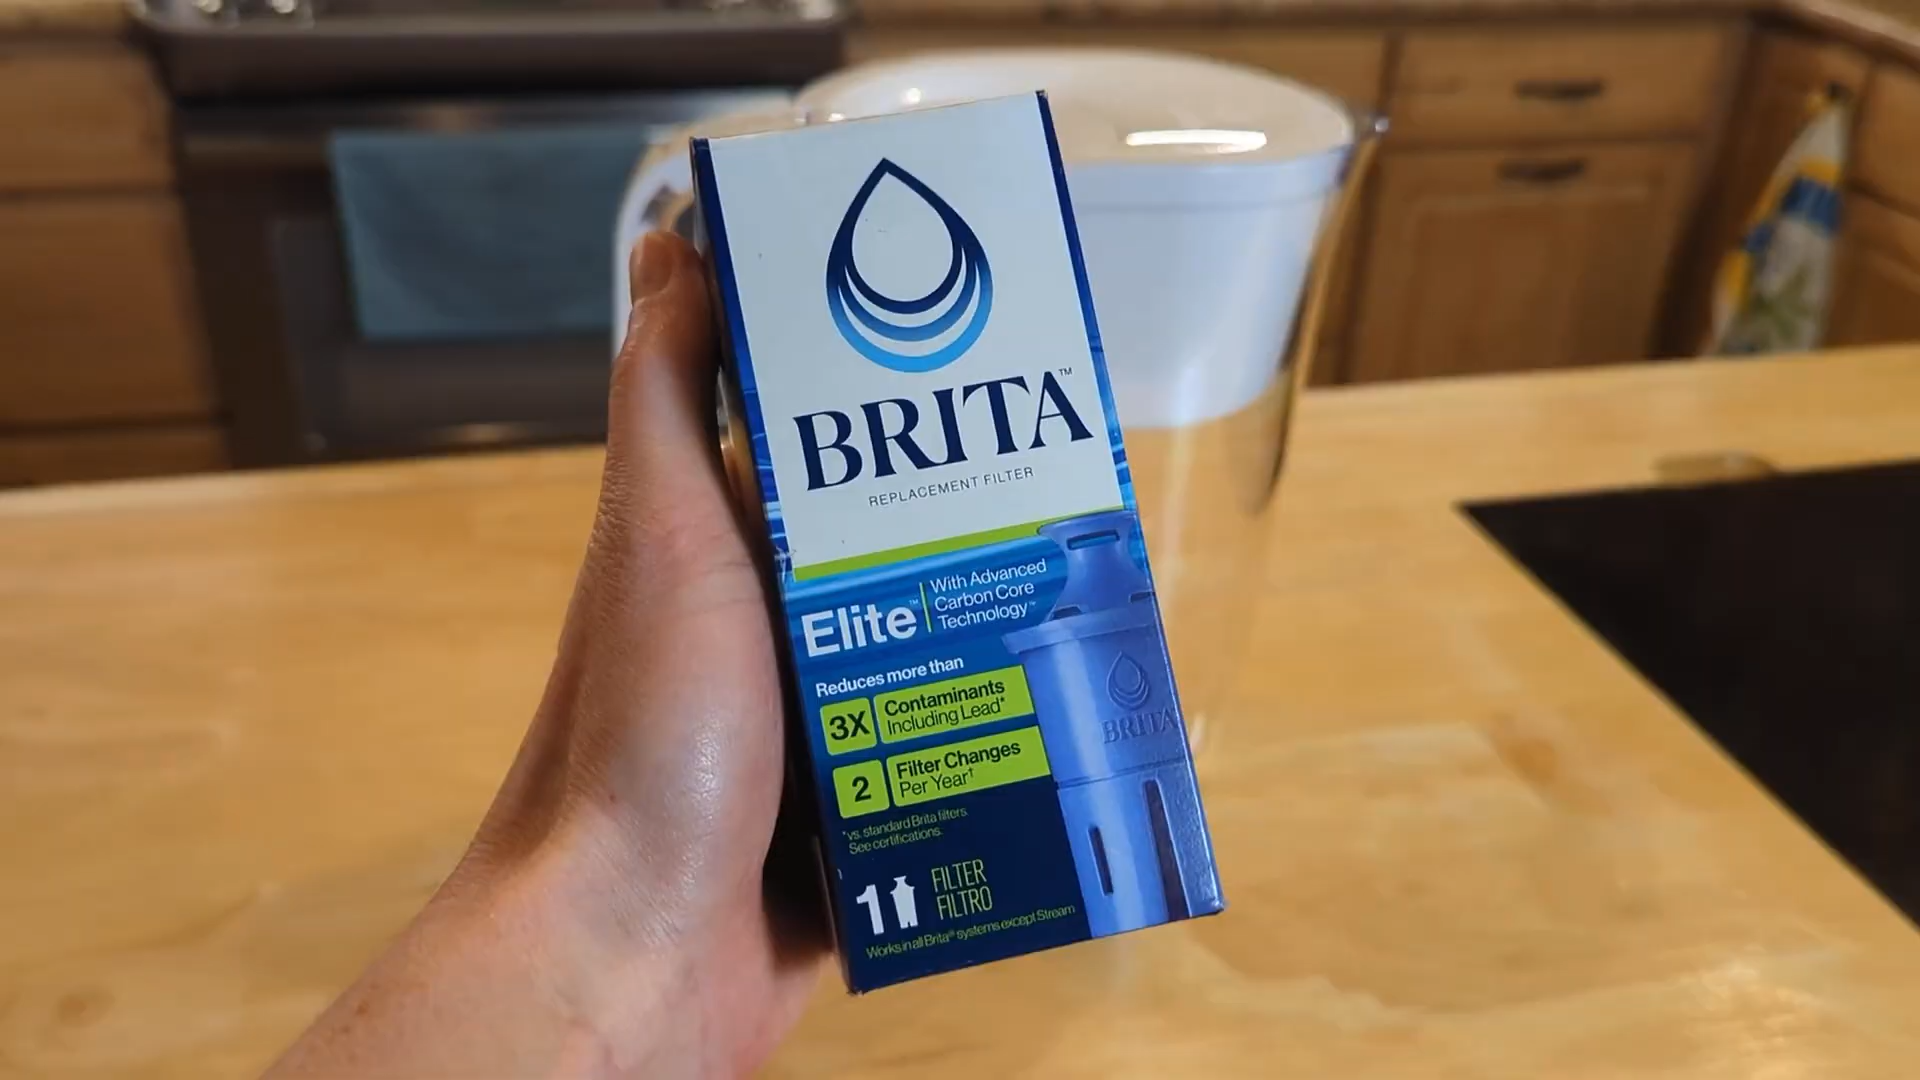 BRITA™
REPLACEMENT FILTER
Elite™
With Advanced
Carbon Core
Technology™
Reduces more than
3X
Contaminants
Including Lead*
2
Filter Changes
Per Year†
*vs. standard Brita filters.
See certifications.
1
FILTER
FILTRO
Works in all Brita® systems except Stream
BRITA